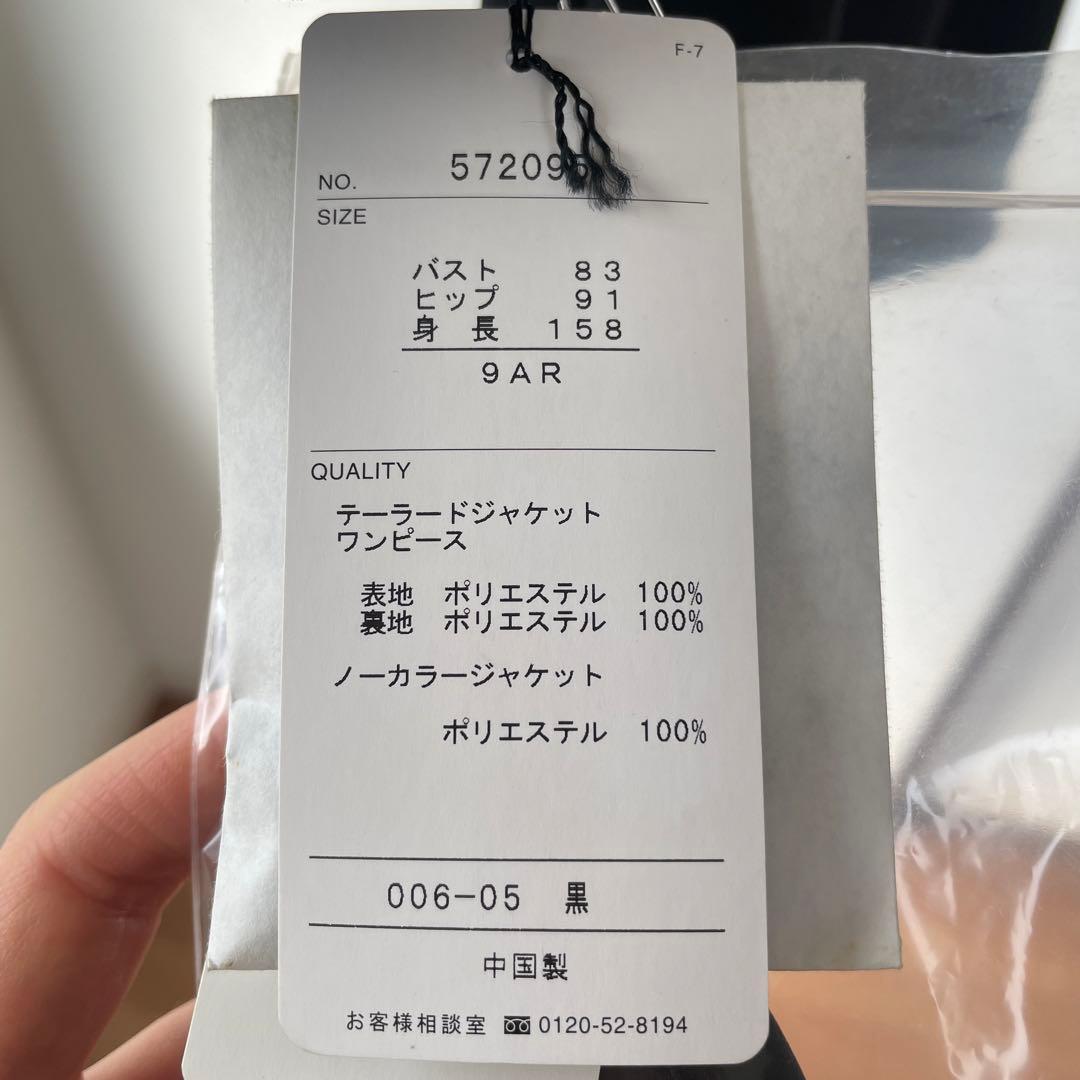 F-7
NO.
SIZE
バスト 83
ヒップ 91
身長 158
9AR
QUALITY
テーラードジャケット
ワンピース
表地 ポリエステル 100%
裏地 ポリエステル 100%
ノーカラージャケット
ポリエステル 100%
006-05 黒
中国製
お客様相談室 0120-52-8194